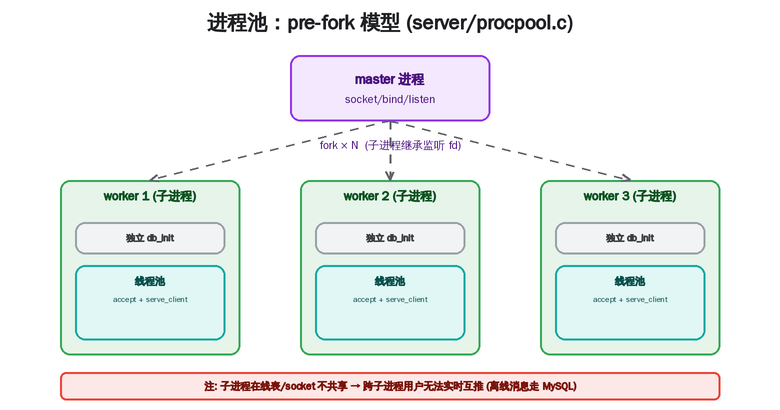 进程池：pre-fork 模型 (server/procpool.c)
master 进程
socket/bind/listen
fork × N (子进程继承监听 fd)
worker 1 (子进程)
worker 2 (子进程)
worker 3 (子进程)
独立 db_init
独立 db_init
独立 db_init
线程池
线程池
线程池
accept + serve_client
accept + serve_client
accept + serve_client
注: 子进程在线表/socket 不共享 → 跨子进程用户无法实时互推 (离线消息走 MySQL)